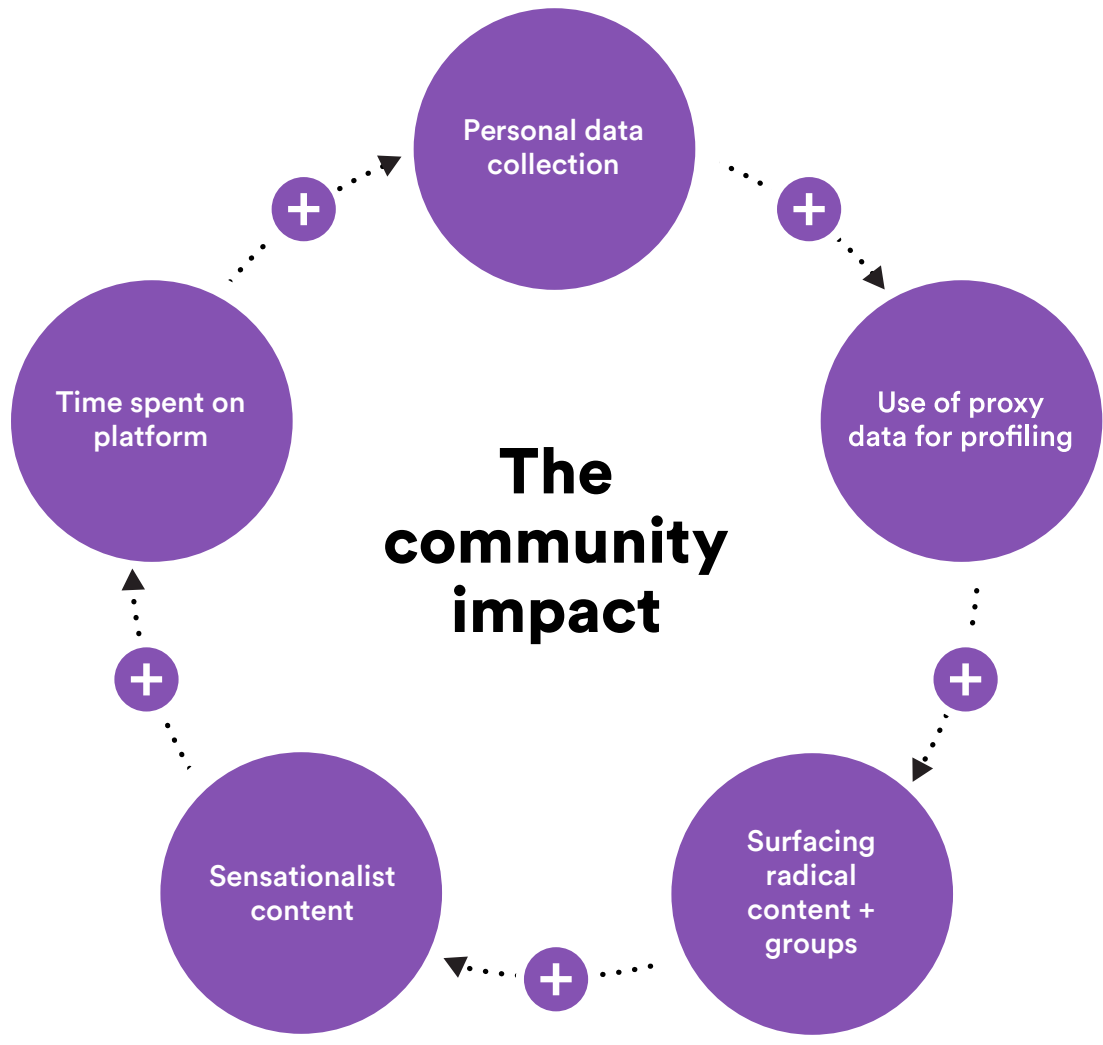 Personal data
collection
+
Use of proxy
data for profiling
+
Surfacing
radical
content +
groups
+
Sensationalist
content
+
Time spent on
platform
+
The
community
impact